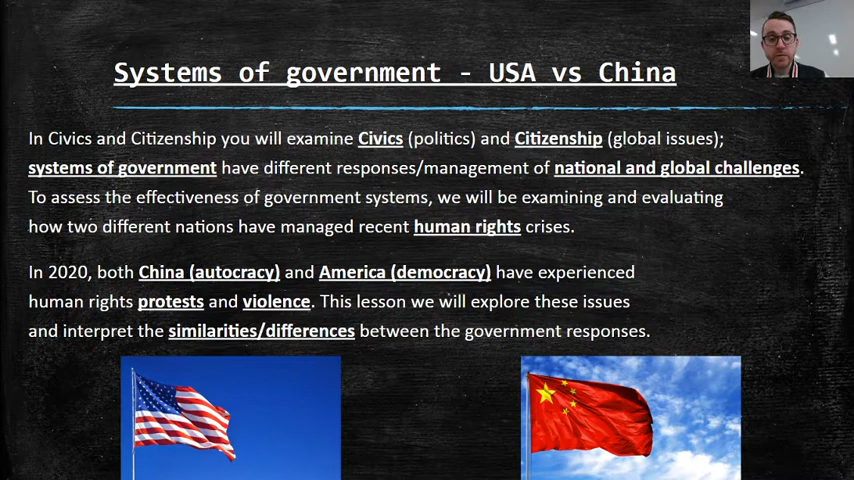 Systems of government - USA vs China
In Civics and Citizenship you will examine Civics (politics) and Citizenship (global issues);
systems of government have different responses/management of national and global challenges.
To assess the effectiveness of government systems, we will be examining and evaluating
how two different nations have managed recent human rights crises.
In 2020, both China (autocracy) and America (democracy) have experienced
human rights protests and violence. This lesson we will explore these issues
and interpret the similarities/differences between the government responses.